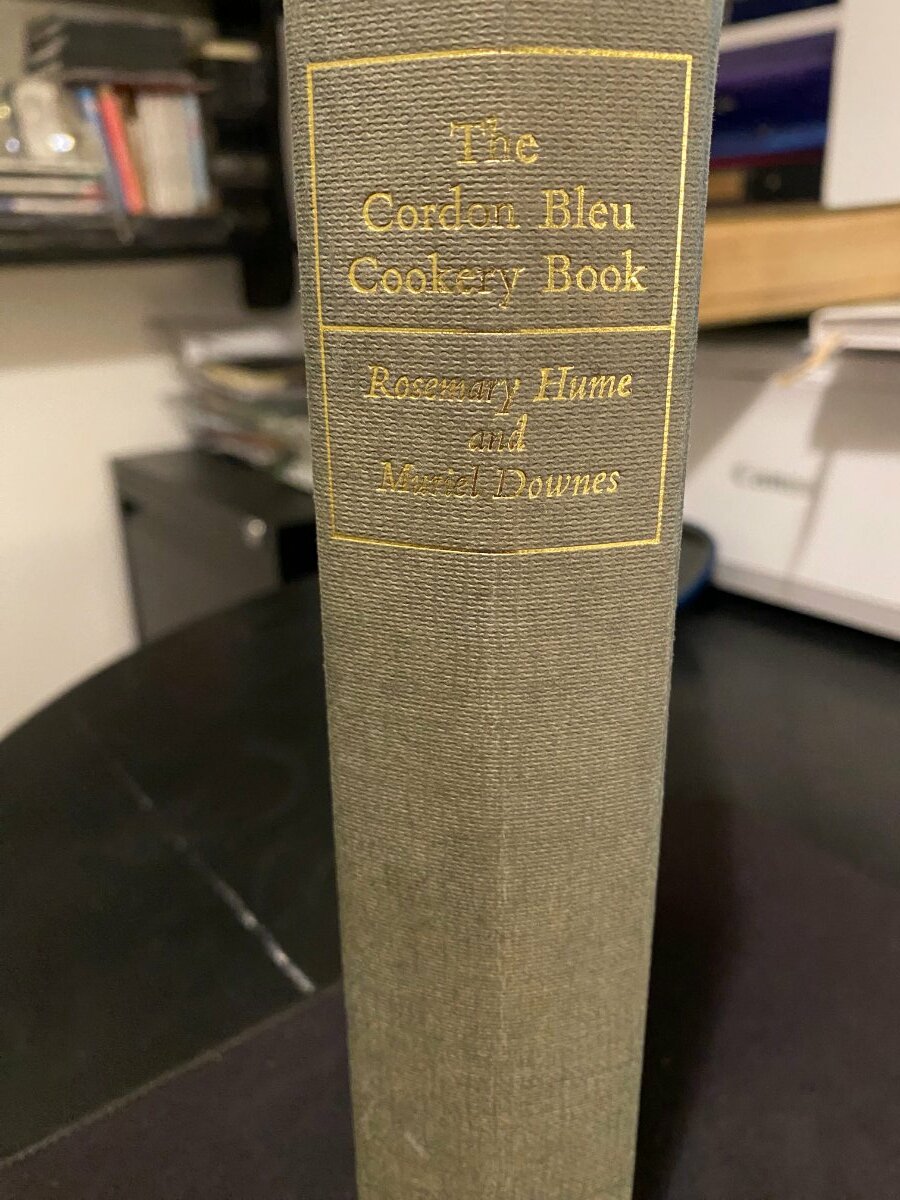 The
Cordon Bleu
Cookery Book
Rosemary Hume
and
Muriel Downes